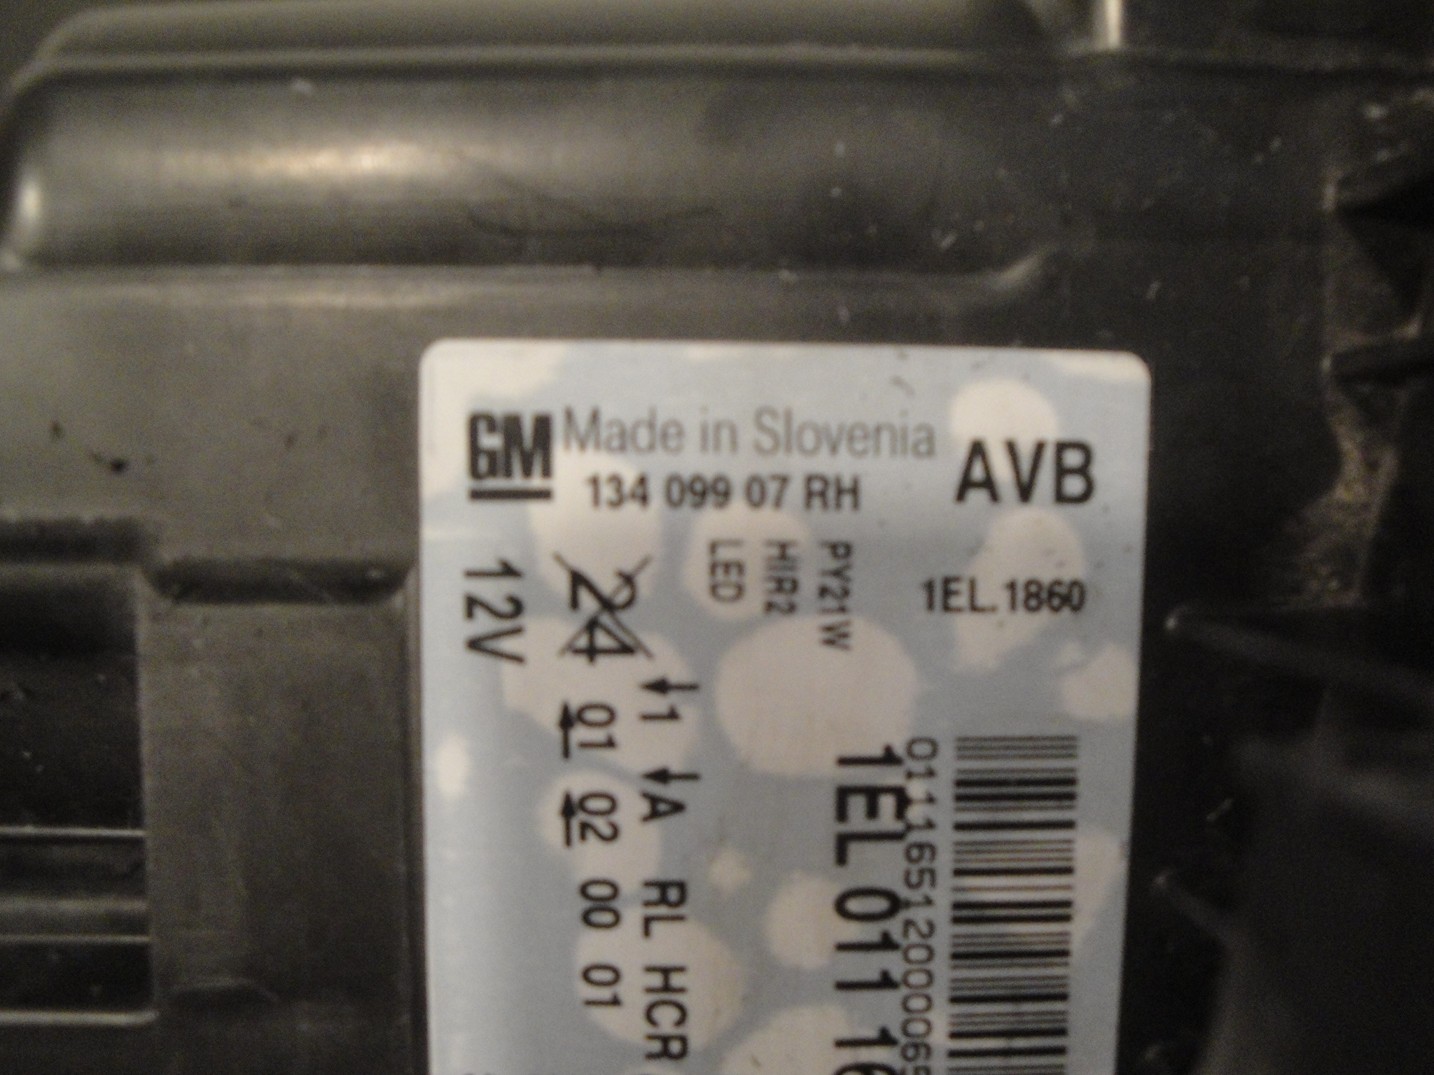 GM Made in Slovenia
134 099 07 RH
AVB
1EL.1860
PY21W
HIR2
LED
12V
24
1 A RL HCR
01 02 00 01
1EL 011 16
011165120000